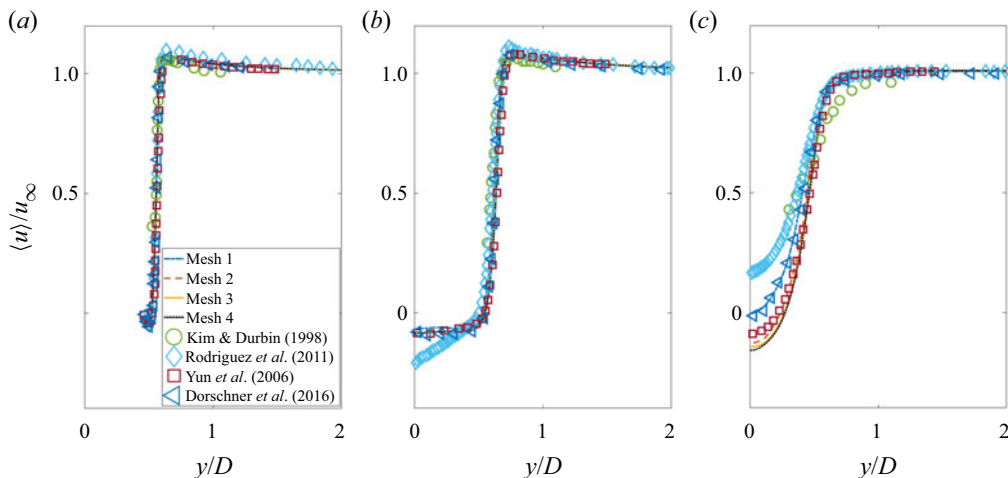 (a)
(b)
(c)
1.0
1.0
1.0
0.5
0.5
0.5
0
0
0
⟨u⟩/u∞
Mesh 1
Mesh 2
Mesh 3
Mesh 4
Kim & Durbin (1998)
Rodriguez et al. (2011)
Yun et al. (2006)
Dorschner et al. (2016)
0 1 2
0 1 2
0 1 2
y/D
y/D
y/D